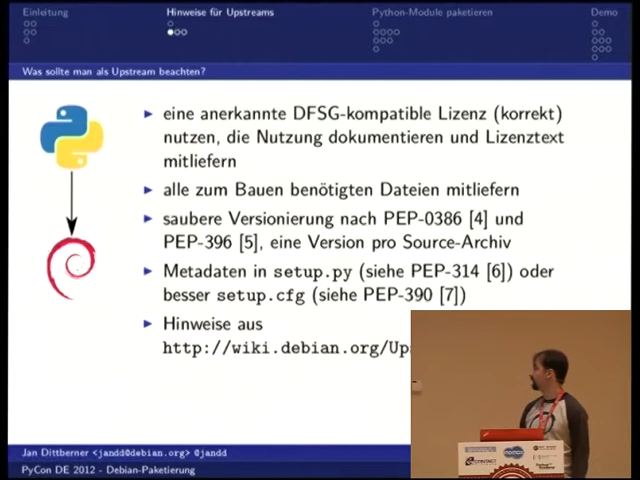 Einleitung
Hinweise für Upstreams
Python-Module paketieren
Demo
Was sollte man als Upstream beachten?
eine anerkannte DFSG-kompatible Lizenz (korrekt)
nutzen, die Nutzung dokumentieren und Lizenztext
mitliefern
alle zum Bauen benötigten Dateien mitliefern
saubere Versionierung nach PEP-0386 [4] und
PEP-396 [5], eine Version pro Source-Archiv
Metadaten in setup.py (siehe PEP-314 [6]) oder
besser setup.cfg (siehe PEP-390 [7])
Hinweise aus
http://wiki.debian.org/Up
Jan Dittberner <jandd@debian.org> @jandd
PyCon DE 2012 - Debian-Paketierung
CONTACT